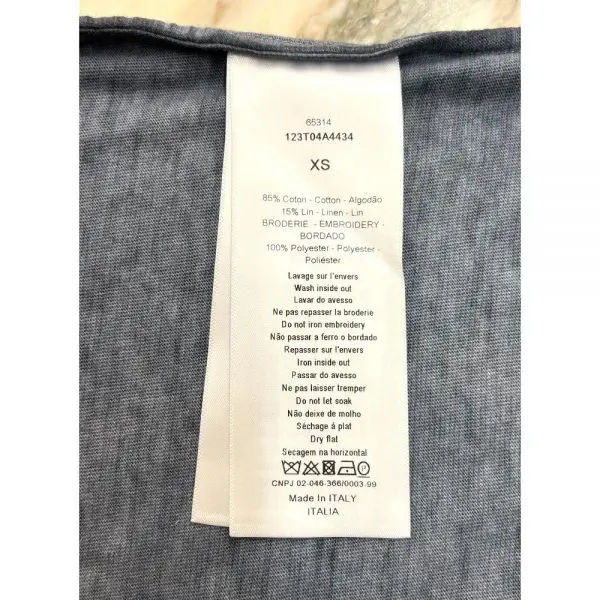 65314
123T04A4434
XS
85% Coton - Cotton - Algodão
15% Lin - Linen - Lin
BRODERIE - EMBROIDERY -
BORDADO
100% Polyester - Polyester -
Poliéster
Lavage sur l'envers
Wash inside out
Lavar do avesso
Ne pas repasser la broderie
Do not iron embroidery
Não passar a ferro o bordado
Repasser sur l'envers
Iron inside out
Passar do avesso
Ne pas laisser tremper
Do not let soak
Não deixe de molho
Séchage à plat
Dry flat
Secagem na horizontal
CNPJ 02-046-366/0003-99
Made In ITALY
ITALIA